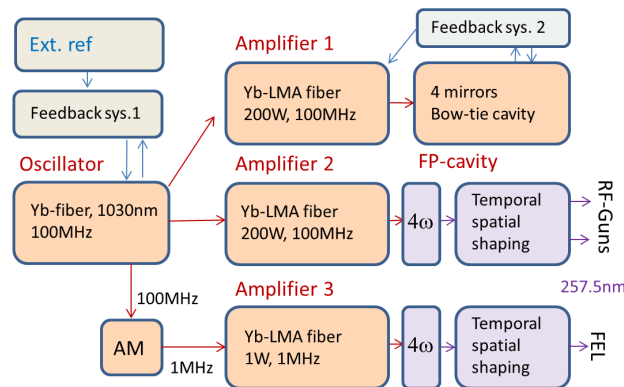 Ext. ref
Feedback sys.1
Oscillator
Yb-fiber, 1030nm
100MHz
100MHz
AM
1MHz
Amplifier 1
Yb-LMA fiber
200W, 100MHz
Feedback sys. 2
4 mirrors
Bow-tie cavity
FP-cavity
Amplifier 2
Yb-LMA fiber
200W, 100MHz
4ω
Temporal
spatial
shaping
RF-Guns
257.5nm
Amplifier 3
Yb-LMA fiber
1W, 1MHz
4ω
Temporal
spatial
shaping
FEL